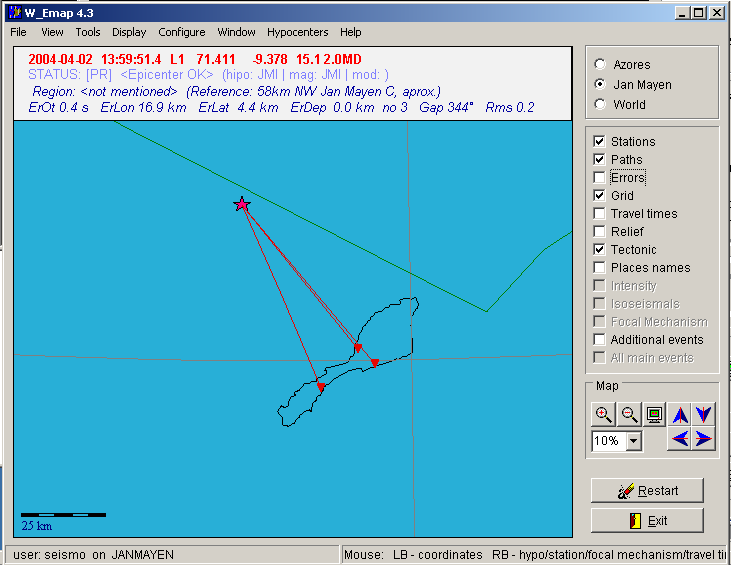 W_Emap 4.3
File View Tools Display Configure Window Hypocenters Help
2004-04-02 13:59:51.4 L1 71.411 -9.378 15.1 2.0MD
STATUS: [PR] <Epicenter OK> (hipo: JMI | mag: JMI | mod: )
Region: <not mentioned> (Reference: 58km NW Jan Mayen C, aprox.)
ErOt 0.4 s ErLon 16.9 km ErLat 4.4 km ErDep 0.0 km no 3 Gap 344° Rms 0.2
Azores
Jan Mayen
World
Stations
Paths
Errors
Grid
Travel times
Relief
Tectonic
Places names
Intensity
Isoseismals
Focal Mechanism
Additional events
All main events
Map
10%
Restart
Exit
25 km
user: seismo on JANMAYEN
Mouse: LB - coordinates RB - hypo/station/focal mechanism/travel ti